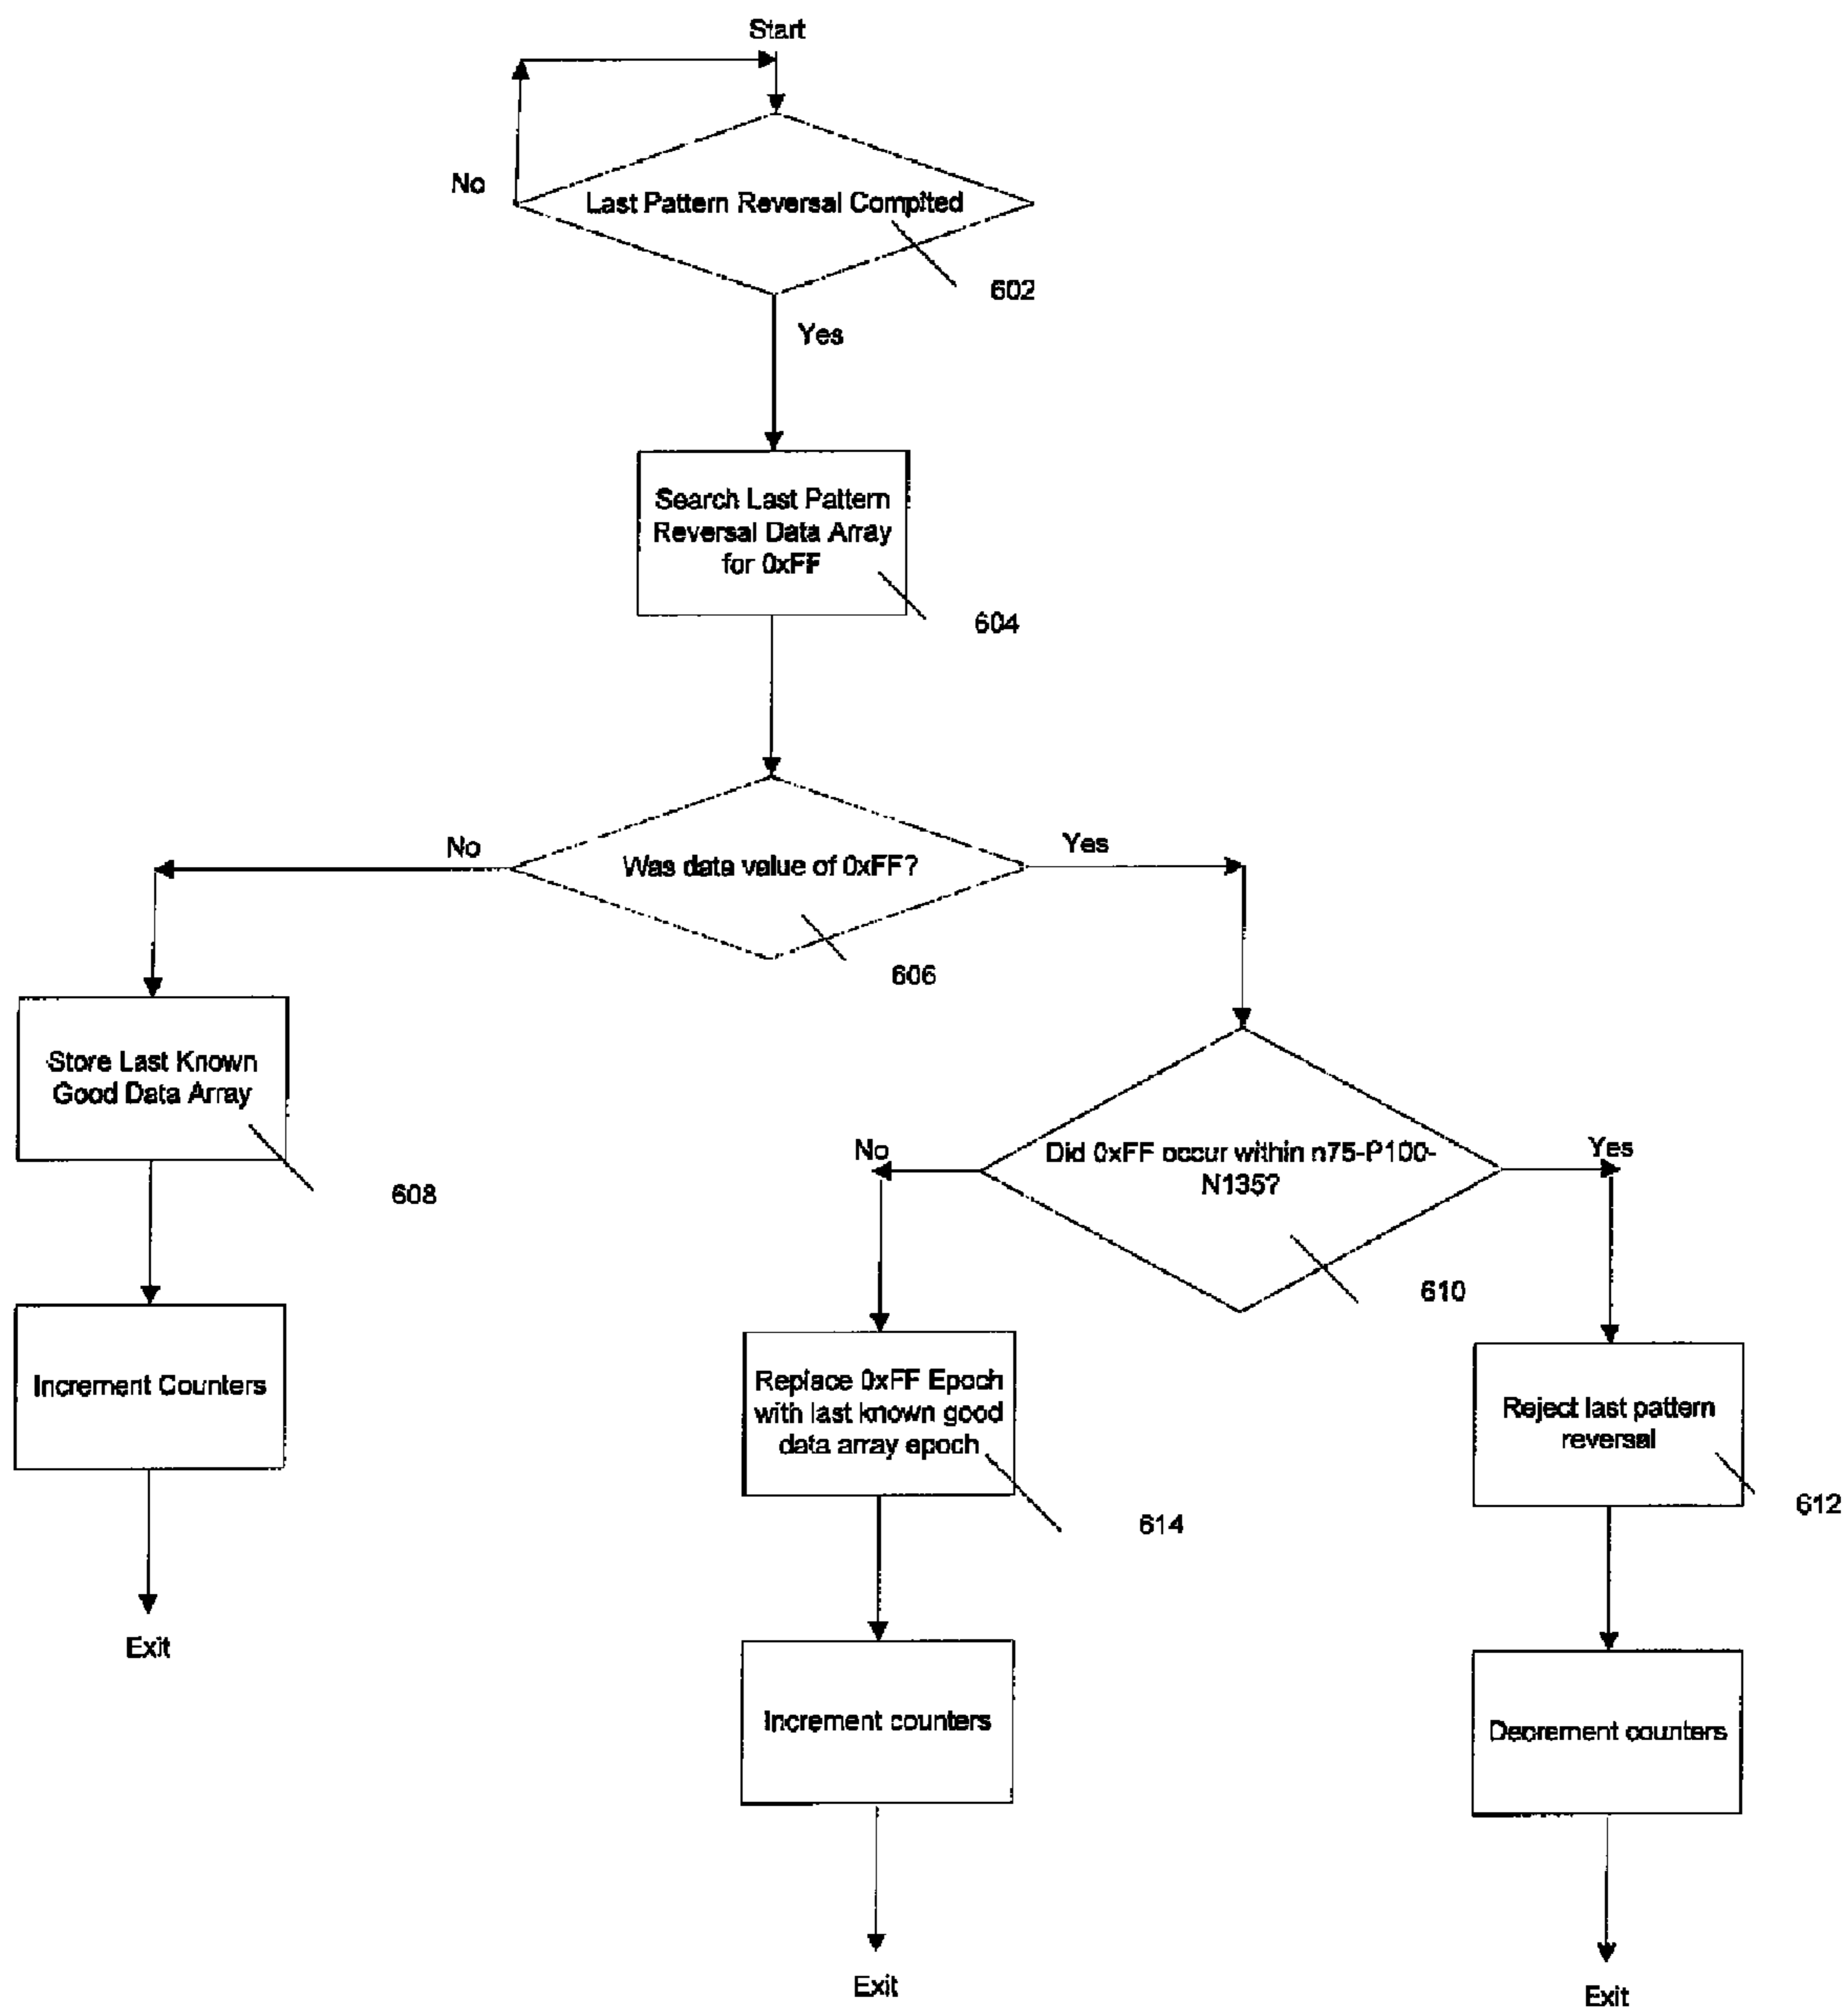 Start
No
Last Pattern Reversal Complted
602
Yes
Search Last Pattern
Reversal Data Array
for 0xFF
604
No
Was data value of 0xFF?
Yes
606
Store Last Known
Good Data Array
608
No
Did 0xFF occur within n75-P100-
N135?
Yes
610
Increment Counters
Replace 0xFF Epoch
with last known good
data array epoch
614
Reject last pattern
reversal
612
Exit
Increment counters
Decrement counters
Exit
Exit